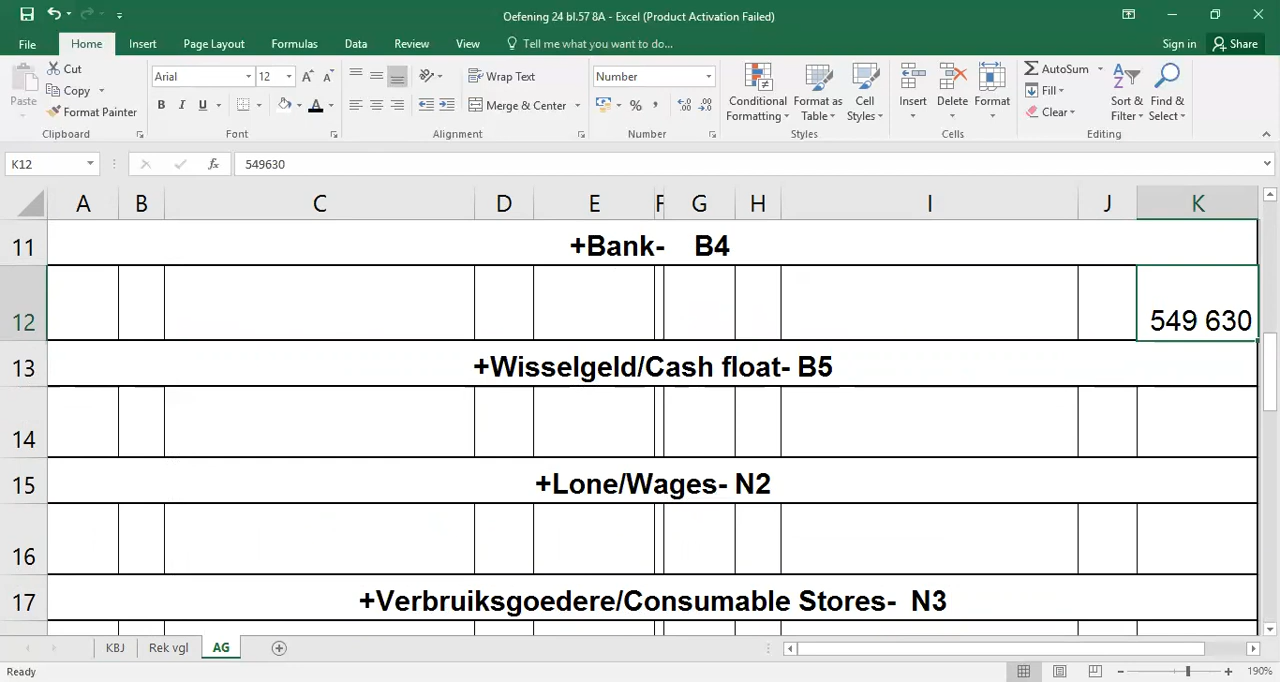 Oefening 24 bl.57 8A - Excel (Product Activation Failed)
File Home Insert Page Layout Formulas Data Review View Tell me what you want to do... Sign in Share
Paste Cut Copy Format Painter Clipboard
Arial 12 B I U Font
Wrap Text Merge & Center Alignment
Number % , Number
Conditional Formatting Format as Table Cell Styles Styles
Insert Delete Format Cells
AutoSum Fill Clear Sort & Filter Find & Select Editing
K12 fx 549630
A B C D E F G H I J K
11 +Bank- B4
12 549 630
13 +Wisselgeld/Cash float- B5
14
15 +Lone/Wages- N2
16
17 +Verbruiksgoedere/Consumable Stores- N3
KBJ Rek vgl AG
Ready 190%